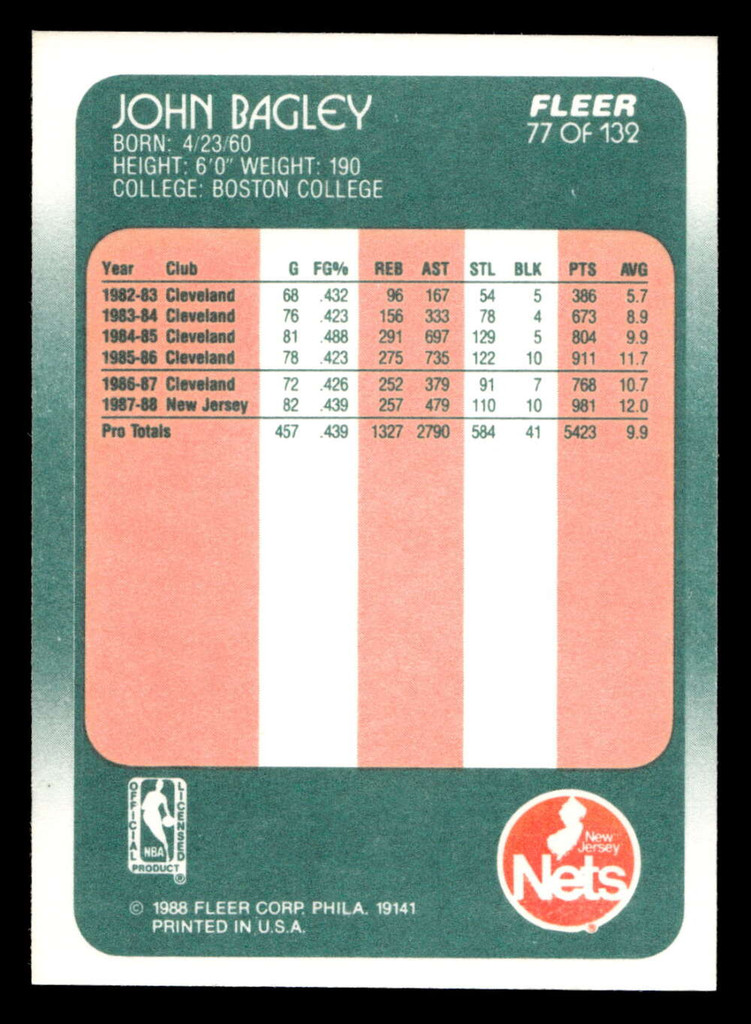 JOHN BAGLEY
FLEER
77 OF 132
BORN: 4/23/60
HEIGHT: 6'0" WEIGHT: 190
COLLEGE: BOSTON COLLEGE
Year Club G FG% REB AST STL BLK PTS AVG
1982-83 Cleveland 68 .432 96 167 54 5 386 5.7
1983-84 Cleveland 76 .423 156 333 78 4 673 8.9
1984-85 Cleveland 81 .488 291 697 129 5 804 9.9
1985-86 Cleveland 78 .423 275 735 122 10 911 11.7
1986-87 Cleveland 72 .426 252 379 91 7 768 10.7
1987-88 New Jersey 82 .439 257 479 110 10 981 12.0
Pro Totals 457 .439 1327 2790 584 41 5423 9.9
OFFICIAL
LICENSED
NBA
PRODUCT
®
New
Jersey
Nets
®
© 1988 FLEER CORP. PHILA. 19141
PRINTED IN U.S.A.